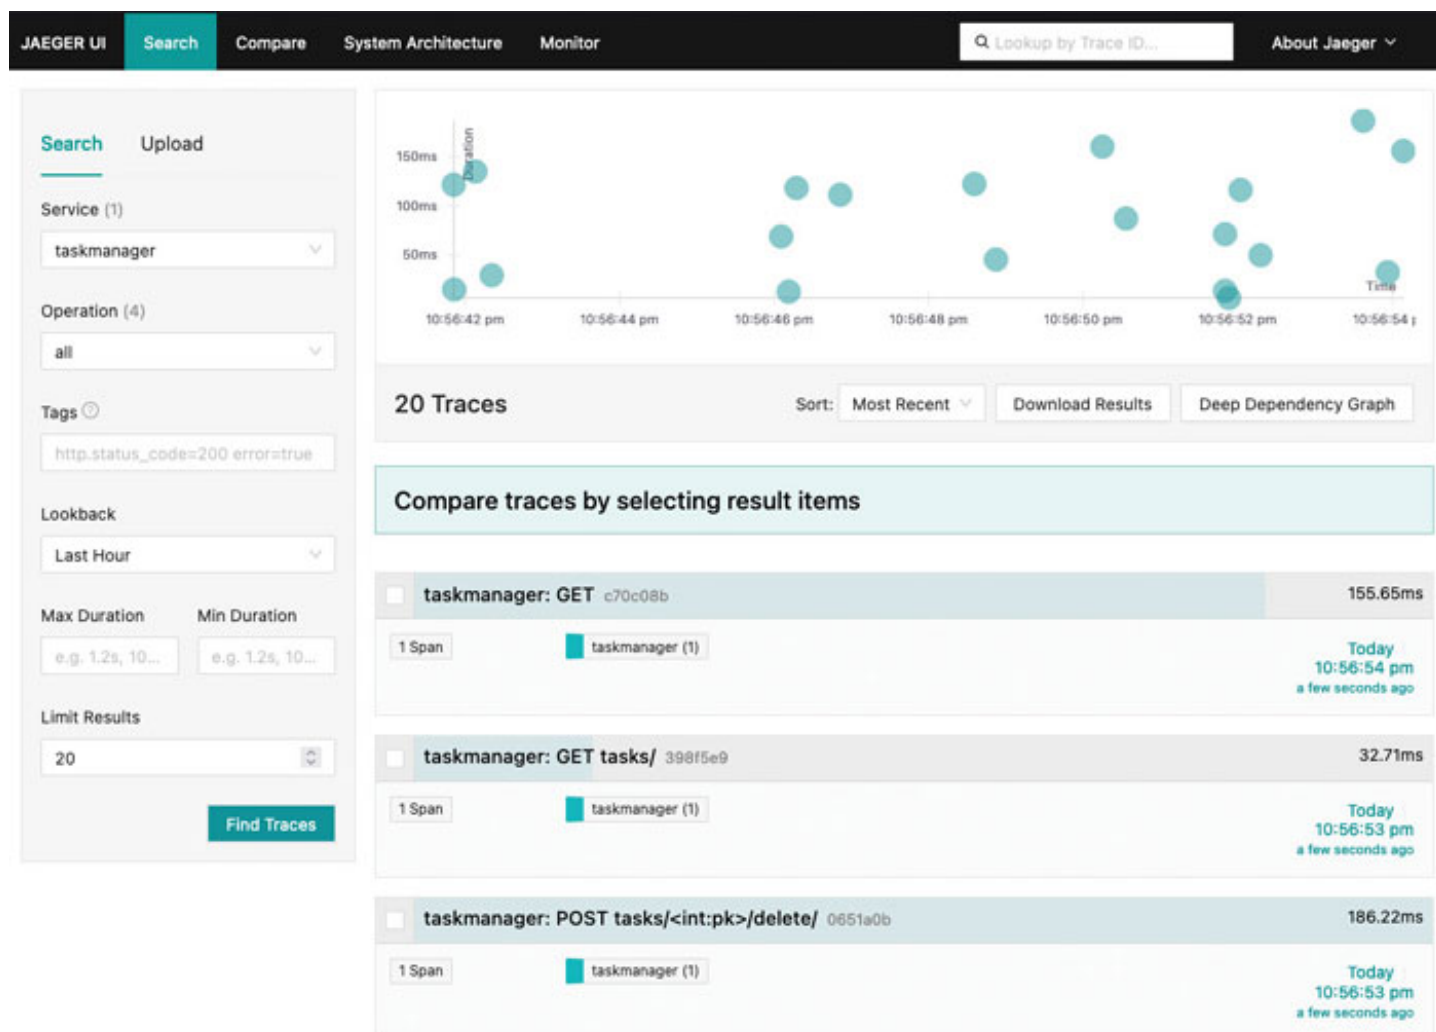 JAEGER UI Search Compare System Architecture Monitor Lookup by Trace ID... About Jaeger
Search Upload
Service (1)
taskmanager
Operation (4)
all
Tags
http.status_code=200 error=true
Lookback
Last Hour
Max Duration Min Duration
e.g. 1.2s, 10... e.g. 1.2s, 10...
Limit Results
20
Find Traces
Duration
150ms
100ms
50ms
Time
10:56:42 pm 10:56:44 pm 10:56:46 pm 10:56:48 pm 10:56:50 pm 10:56:52 pm 10:56:54 p
20 Traces Sort: Most Recent Download Results Deep Dependency Graph
Compare traces by selecting result items
taskmanager: GET c70c08b 155.65ms
1 Span taskmanager (1) Today
10:56:54 pm
a few seconds ago
taskmanager: GET tasks/ 398f5e9 32.71ms
1 Span taskmanager (1) Today
10:56:53 pm
a few seconds ago
taskmanager: POST tasks/<int:pk>/delete/ 0651a0b 186.22ms
1 Span taskmanager (1) Today
10:56:53 pm
a few seconds ago